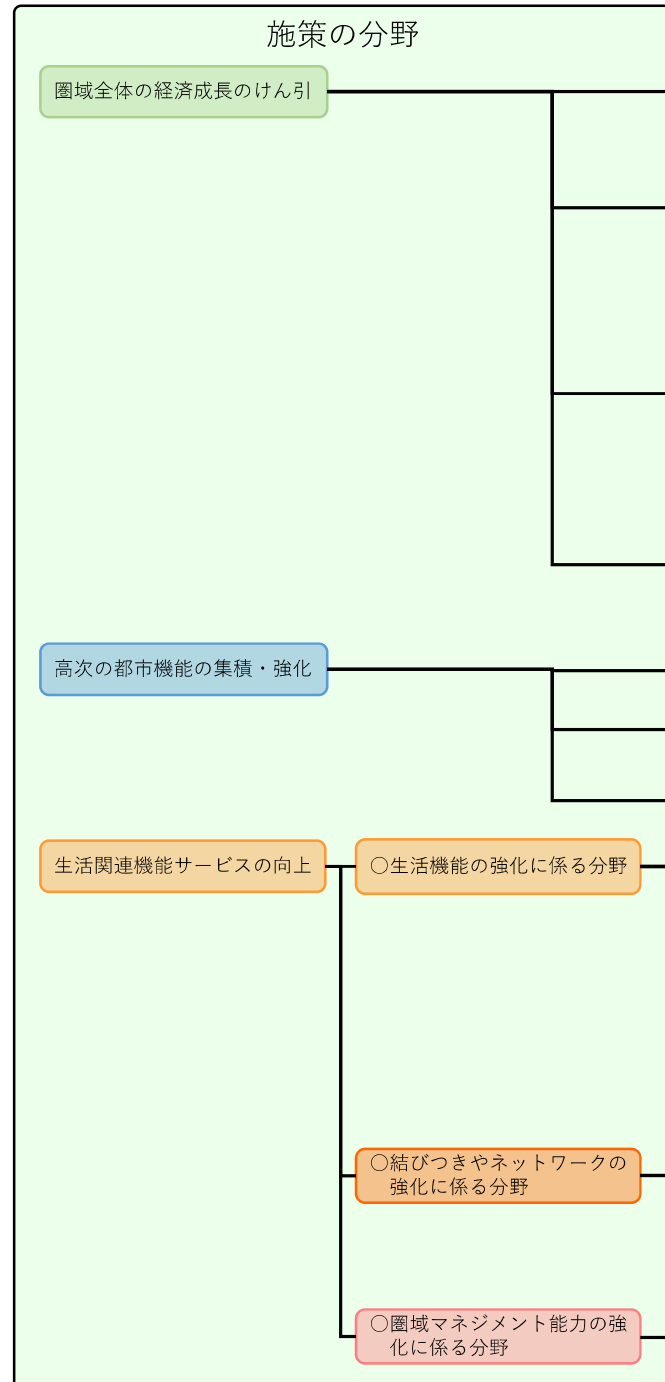 施策の分野
圏域全体の経済成長のけん引
高次の都市機能の集積・強化
生活関連機能サービスの向上
〇生活機能の強化に係る分野
〇結びつきやネットワークの
強化に係る分野
〇圏域マネジメント能力の強
化に係る分野